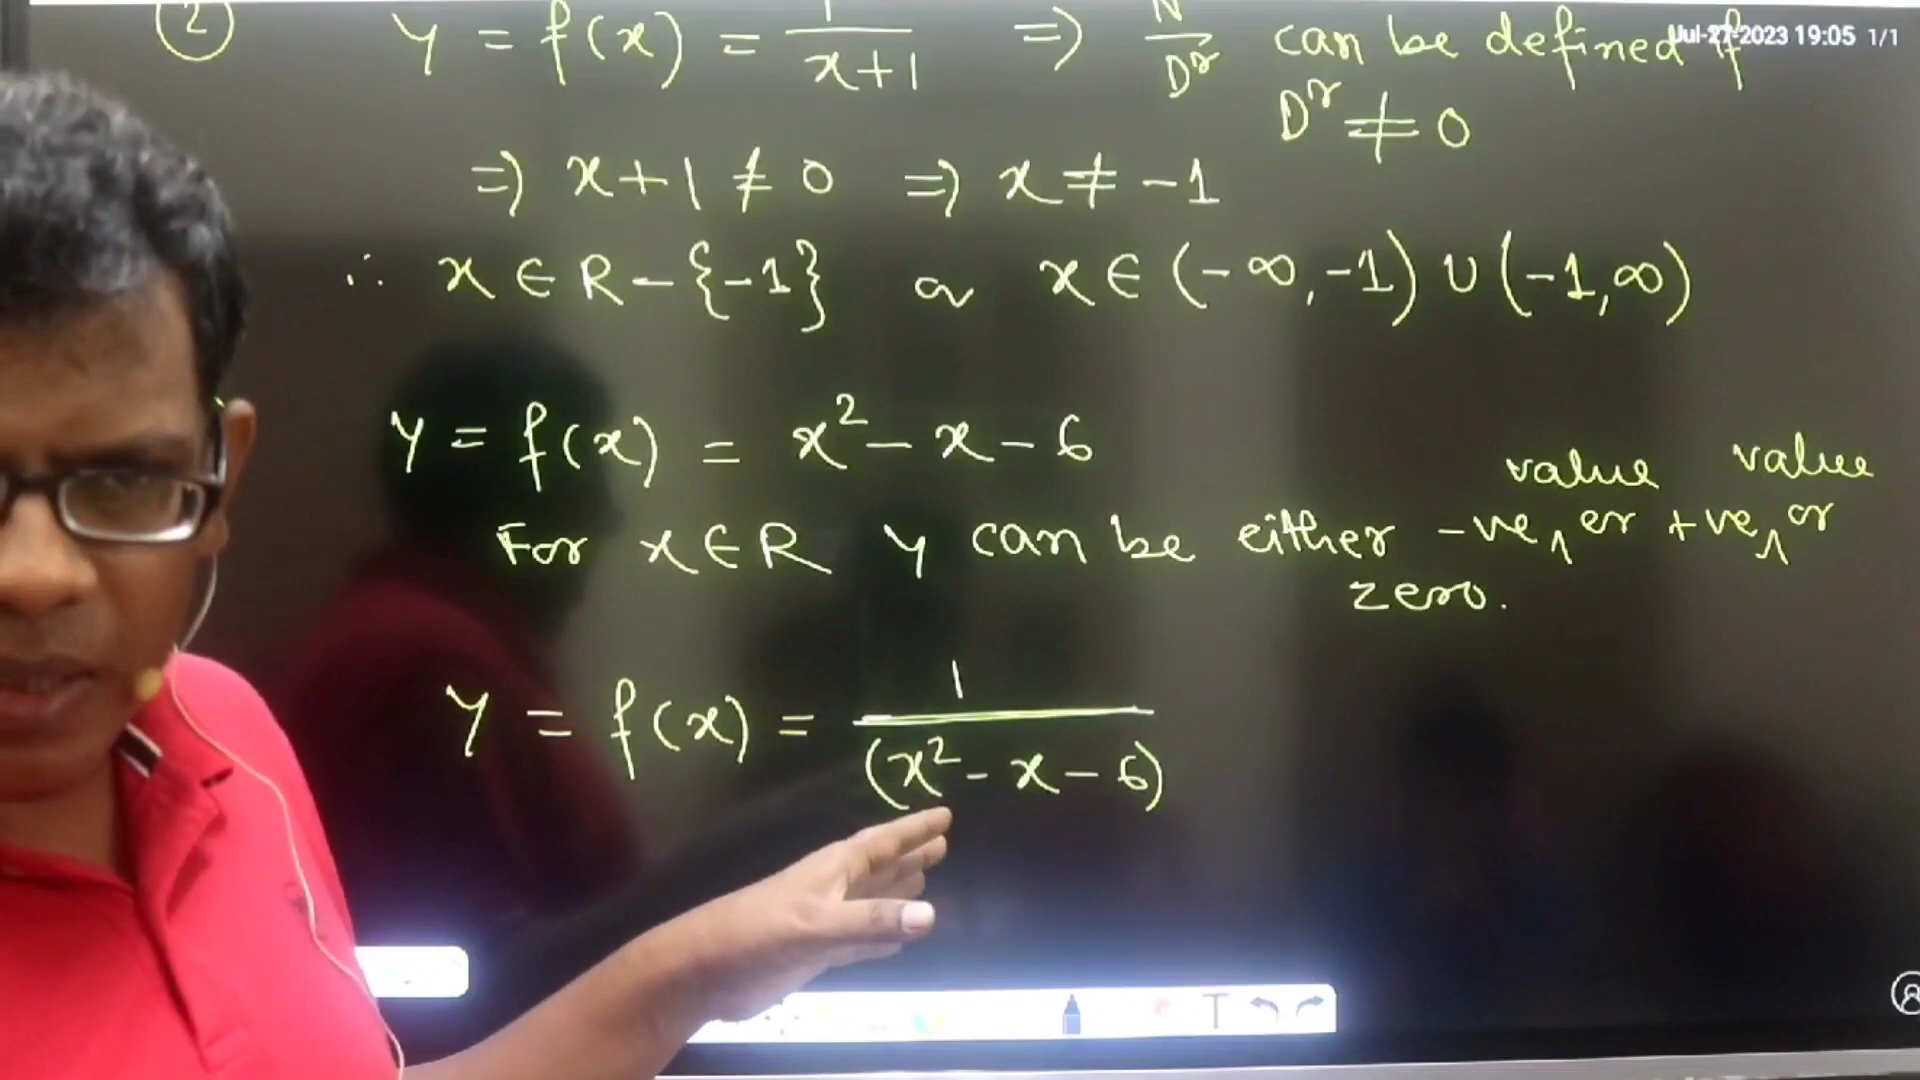 ② y = f(x) = 1/(x+1) ⇒ N/Dʳ can be defined if
Jul-27-2023 19:05 1/1
Dʳ ≠ 0
⇒ x+1 ≠ 0 ⇒ x ≠ -1
∴ x ∈ R - {-1} or x ∈ (-∞, -1) ∪ (-1, ∞)
y = f(x) = x² - x - 6
value value
For x ∈ R y can be either -ve ∧ or +ve ∧ or
zero.
y = f(x) = 1/(x² - x - 6)
T